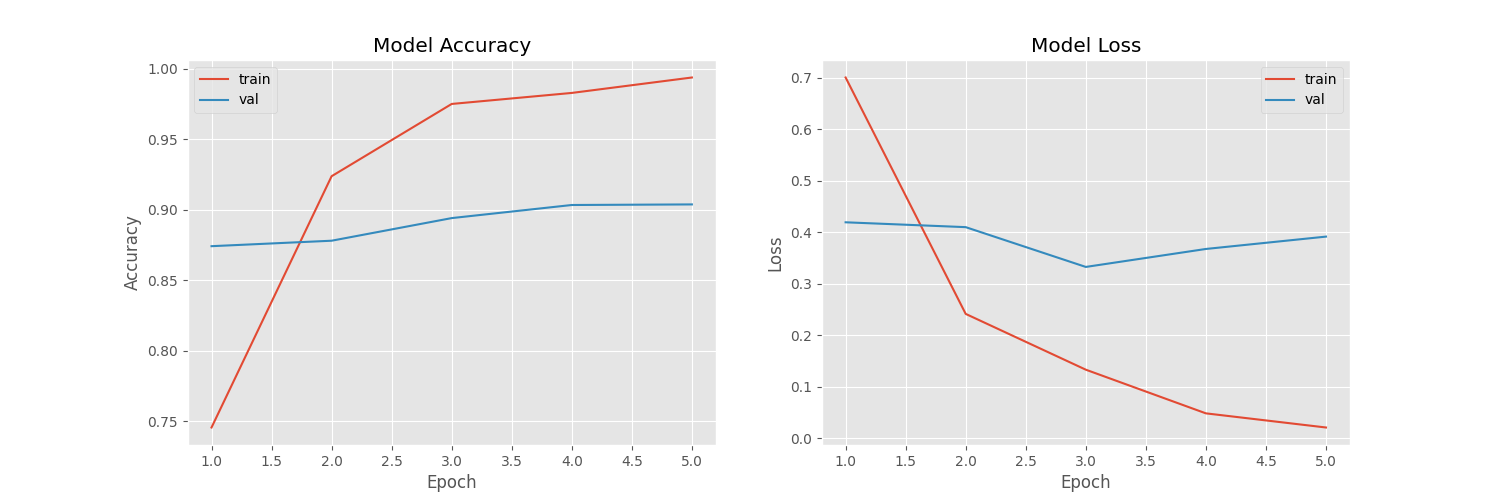 Model Accuracy
train
val
1.00
0.95
0.90
0.85
0.80
0.75
Accuracy
1.0 1.5 2.0 2.5 3.0 3.5 4.0 4.5 5.0
Epoch
Model Loss
train
val
0.7
0.6
0.5
0.4
0.3
0.2
0.1
0.0
Loss
1.0 1.5 2.0 2.5 3.0 3.5 4.0 4.5 5.0
Epoch